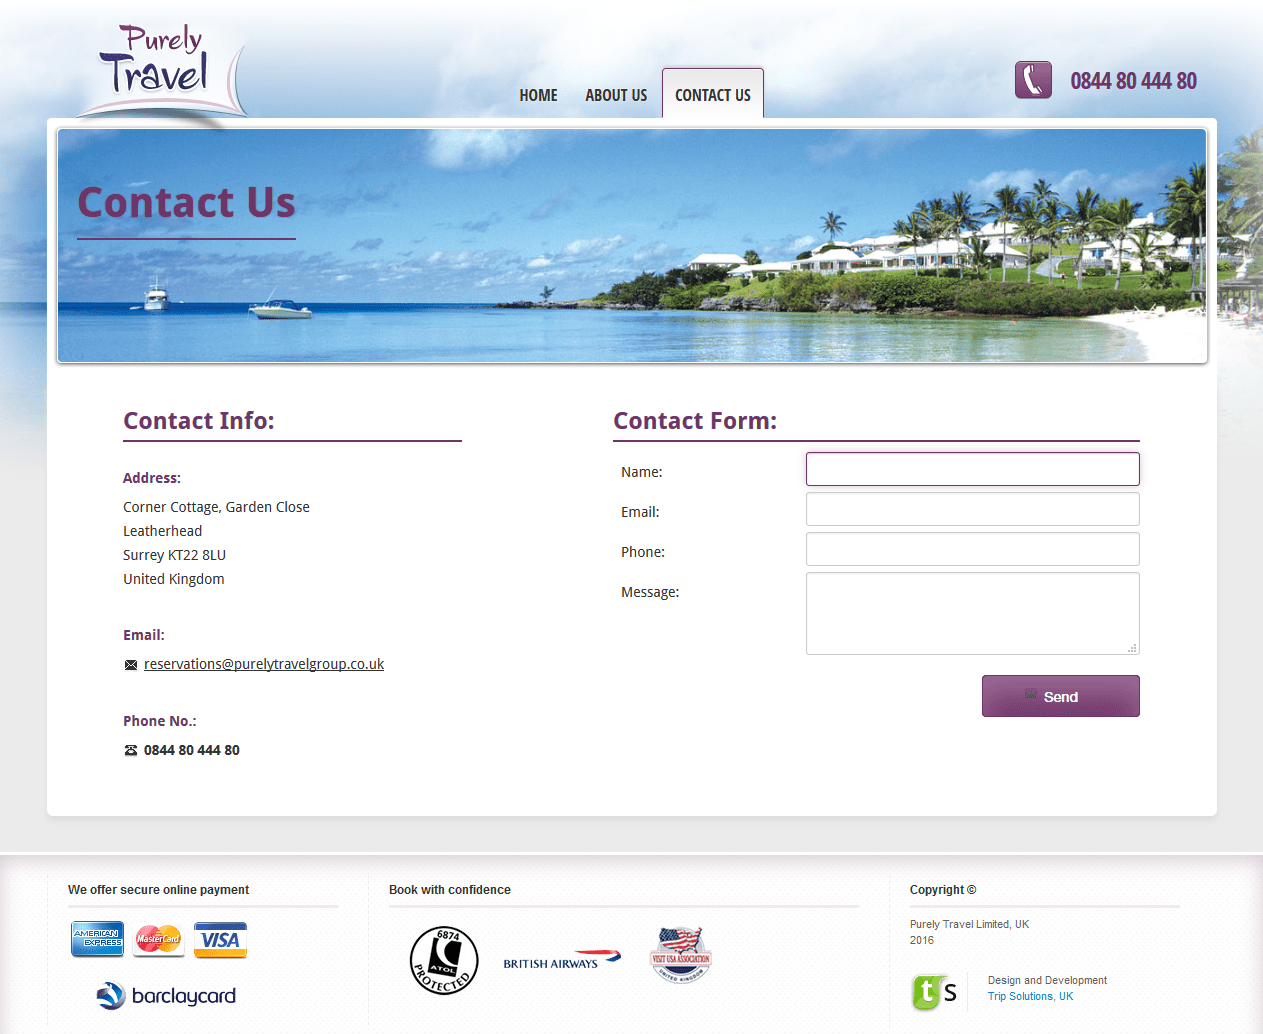 Purely
Travel
HOME
ABOUT US
CONTACT US
0844 80 444 80
Contact Us
Contact Info:
Address:
Corner Cottage, Garden Close
Leatherhead
Surrey KT22 8LU
United Kingdom
Email:
reservations@purelytravelgroup.co.uk
Phone No.:
0844 80 444 80
Contact Form:
Name:
Email:
Phone:
Message:
Send
We offer secure online payment
AMERICAN
EXPRESS
MasterCard
VISA
barclaycard
Book with confidence
6874
ATOL
PROTECTED
BRITISH AIRWAYS
VISIT USA ASSOCIATION
UNITED KINGDOM
Copyright ©
Purely Travel Limited, UK
2016
ts
Design and Development
Trip Solutions, UK